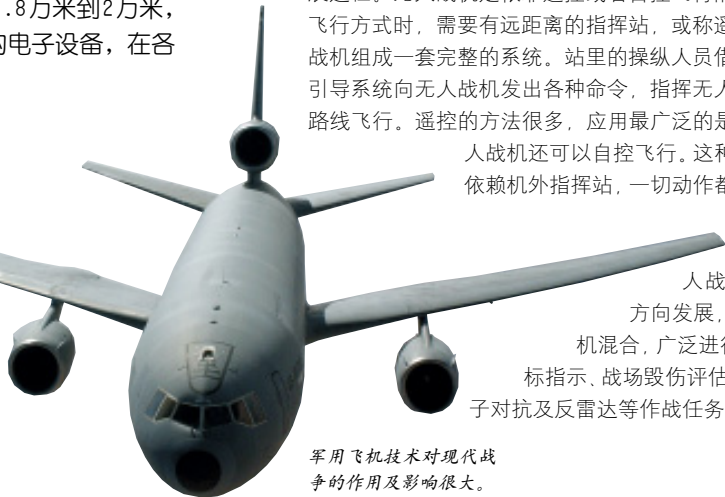 .8万米到2万米，
电子设备，在各
飞行方式时，需要有远距离的指挥站，或称遥
战机组成一套完整的系统。站里的操纵人员借
引导系统向无人战机发出各种命令，指挥无人
路线飞行。遥控的方法很多，应用最广泛的是
人战机还可以自控飞行。这种
依赖机外指挥站，一切动作都
人战
方向发展，
机混合，广泛进行
标指示、战场毁伤评估
子对抗及反雷达等作战任务
军用飞机技术对现代战
争的作用及影响很大。